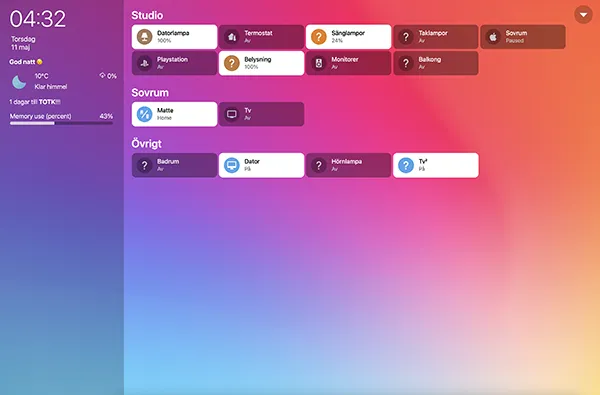 04:32
Torsdag
11 maj
God natt 😴
10°C
0%
Klar himmel
1 dagar till TOTK!!!
Memory use (percent) 43%
Studio
Datorlampa
100%
Termostat
Av
Sänglampor
24%
Taklampor
Av
Sovrum
Paused
Playstation
Av
Belysning
100%
Monitorer
Av
Balkong
Av
Sovrum
Matte
Home
Tv
Av
Övrigt
Badrum
Av
Dator
På
Hörnlampa
Av
Tv²
På